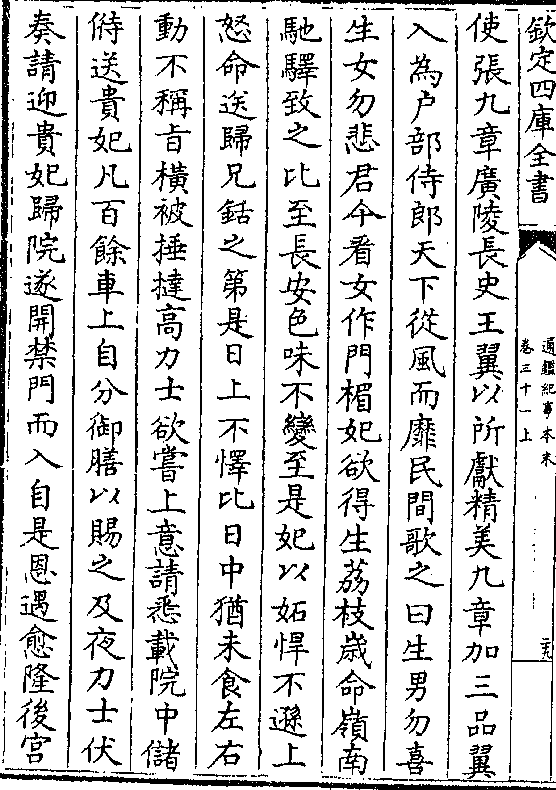 欽定四庫全書
通鑑紀事本末
卷三十一上
使張九章廣陵長史王翼以所獻精美九章加三品翼
入為户部侍郎天下從風而靡民間歌之曰生男勿喜
生女勿悲君今看女作門楣妃欲得生荔枝歲命嶺南
馳驛致之比至長安色味不變至是妃以妬悍不遜上
怒命送歸兄銛之第是日上不懌比日中猶未食左右
動不稱旨橫被捶撻髙力士欲嘗上意請悉載院中儲
偫送貴妃凡百餘車上自分御膳以賜之及夜力士伏
奏請迎貴妃歸院遂開禁門而入自是恩遇愈隆後宮